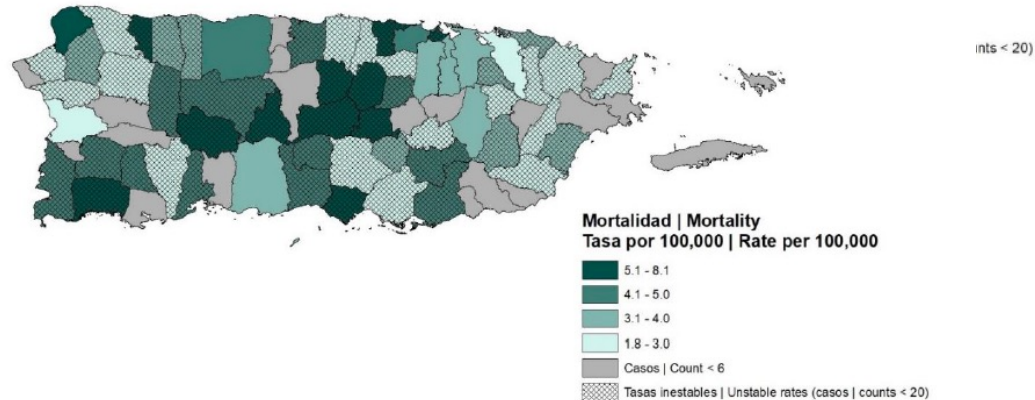 nts < 20)
Mortalidad | Mortality
Tasa por 100,000 | Rate per 100,000
5.1 - 8.1
4.1 - 5.0
3.1 - 4.0
1.8 - 3.0
Casos | Count < 6
Tasas inestables | Unstable rates (casos | counts < 20)